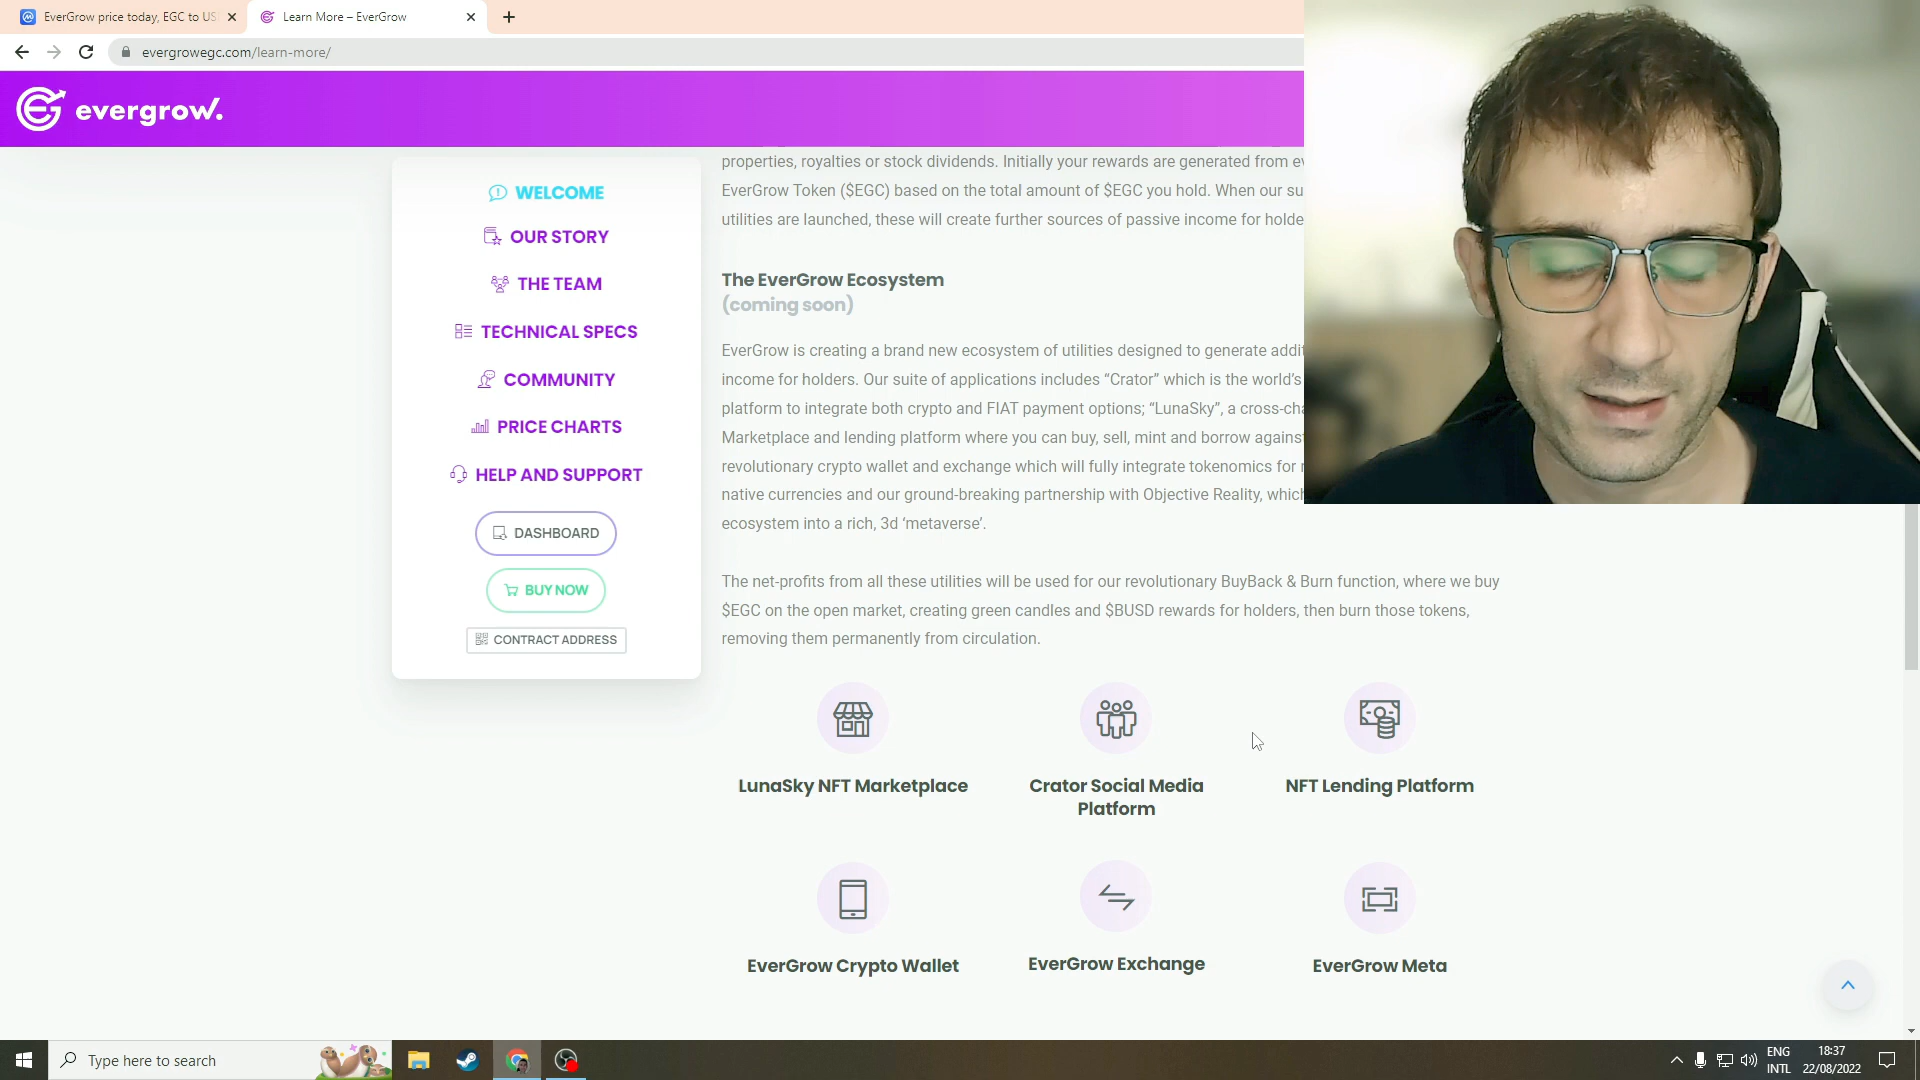 EverGrow price today, EGC to US
Learn More – EverGrow
evergrowegc.com/learn-more/
evergrow.
WELCOME
OUR STORY
THE TEAM
TECHNICAL SPECS
COMMUNITY
PRICE CHARTS
HELP AND SUPPORT
DASHBOARD
BUY NOW
CONTRACT ADDRESS
properties, royalties or stock dividends. Initially your rewards are generated from
EverGrow Token ($EGC) based on the total amount of $EGC you hold. When our
utilities are launched, these will create further sources of passive income for
The EverGrow Ecosystem
(coming soon)
EverGrow is creating a brand new ecosystem of utilities designed to generate
income for holders. Our suite of applications includes “Crator” which is the world’s
platform to integrate both crypto and FIAT payment options; “LunaSky”, a
Marketplace and lending platform where you can buy, sell, mint and borrow
revolutionary crypto wallet and exchange which will fully integrate tokenomics for
native currencies and our ground-breaking partnership with Objective Reality,
ecosystem into a rich, 3d ‘metaverse’.
The net-profits from all these utilities will be used for our revolutionary BuyBack & Burn function, where we buy
$EGC on the open market, creating green candles and $BUSD rewards for holders, then burn those tokens,
removing them permanently from circulation.
LunaSky NFT Marketplace
Crator Social Media
Platform
NFT Lending Platform
EverGrow Crypto Wallet
EverGrow Exchange
EverGrow Meta
Type here to search
ENG
INTL
18:37
22/08/2022